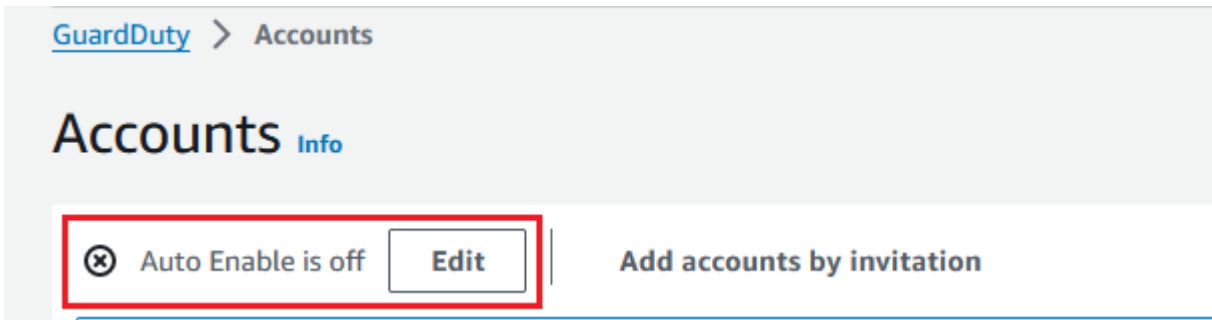 GuardDuty > Accounts
Accounts Info
Auto Enable is off Edit Add accounts by invitation